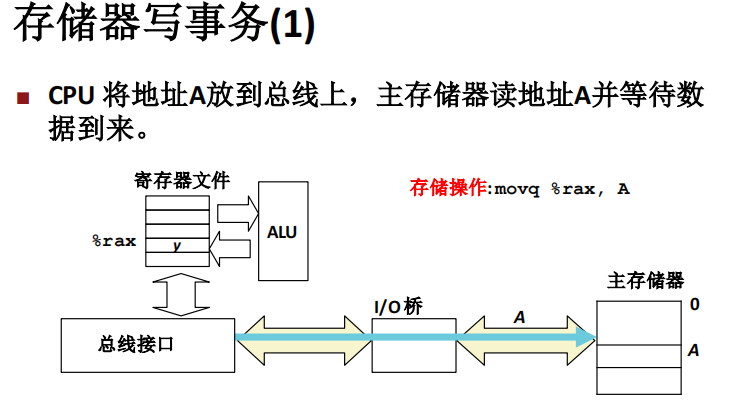 存储器写事务(1)
■ CPU 将地址A放到总线上，主存储器读地址A并等待数
据到来。
寄存器文件
存储操作:movq %rax, A
ALU
%rax
y
主存储器
I/O桥
0
A
总线接口
A